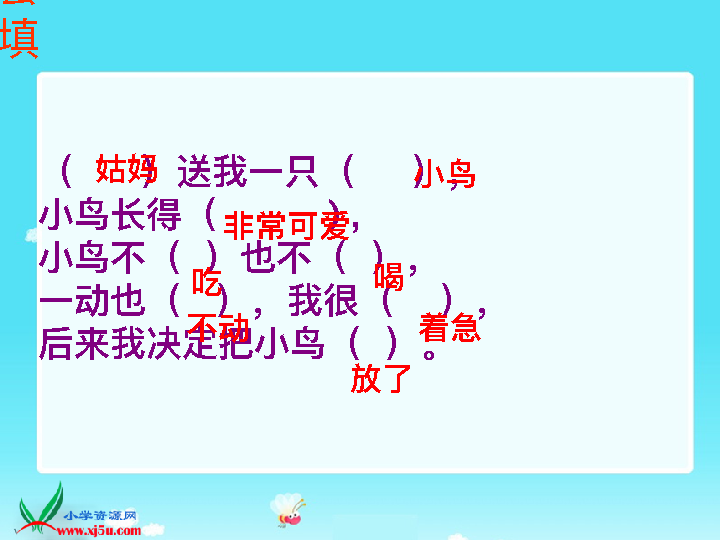 填
（姑妈）送我一只（小鸟），
小鸟长得（非常可爱），
小鸟不（吃）也不（喝），
一动也（不动），我很（着急），
后来我决定把小鸟（放了）。
小学资源网
www.xj5u.com